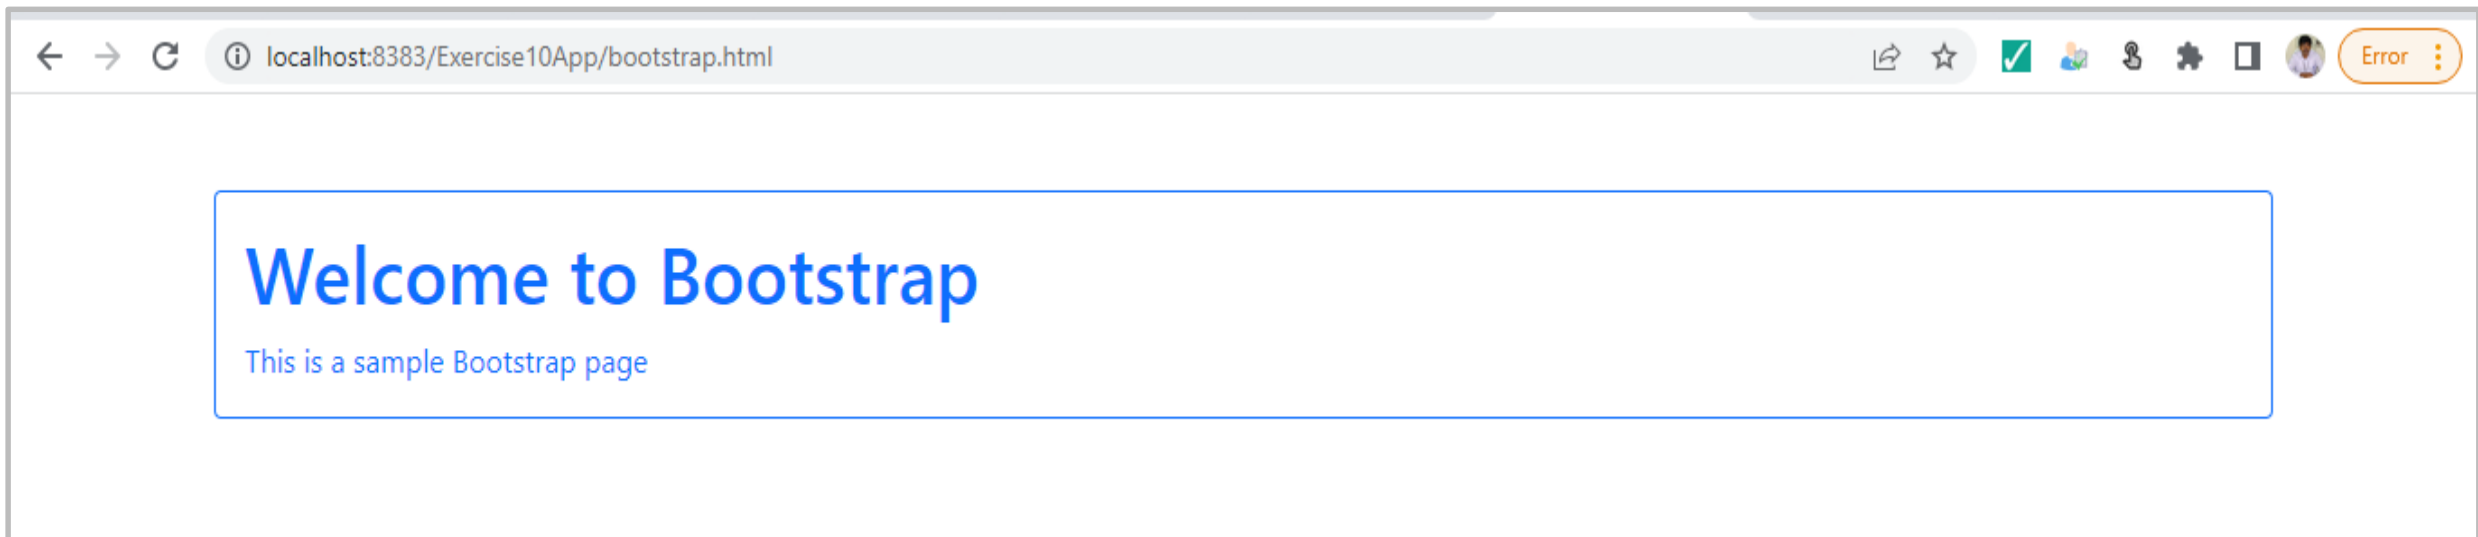 localhost:8383/Exercise10App/bootstrap.html
Error
Welcome to Bootstrap
This is a sample Bootstrap page